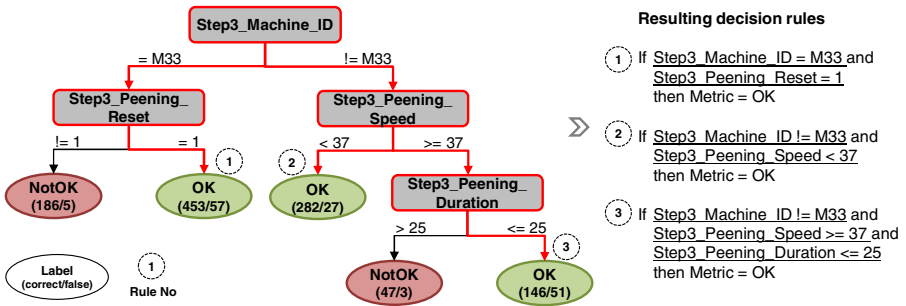 Step3_Machine_ID
= M33
!= M33
Step3_Peening_
Reset
Step3_Peening_
Speed
!= 1
= 1
1
2
< 37
>= 37
NotOK
(186/5)
OK
(453/57)
OK
(282/27)
Step3_Peening_
Duration
> 25
<= 25
3
NotOK
(47/3)
OK
(146/51)
Label
(correct/false)
1
Rule No
Resulting decision rules
1 If Step3_Machine_ID = M33 and
Step3_Peening_Reset = 1
then Metric = OK
2 If Step3_Machine_ID != M33 and
Step3_Peening_Speed < 37
then Metric = OK
3 If Step3_Machine_ID != M33 and
Step3_Peening_Speed >= 37 and
Step3_Peening_Duration <= 25
then Metric = OK